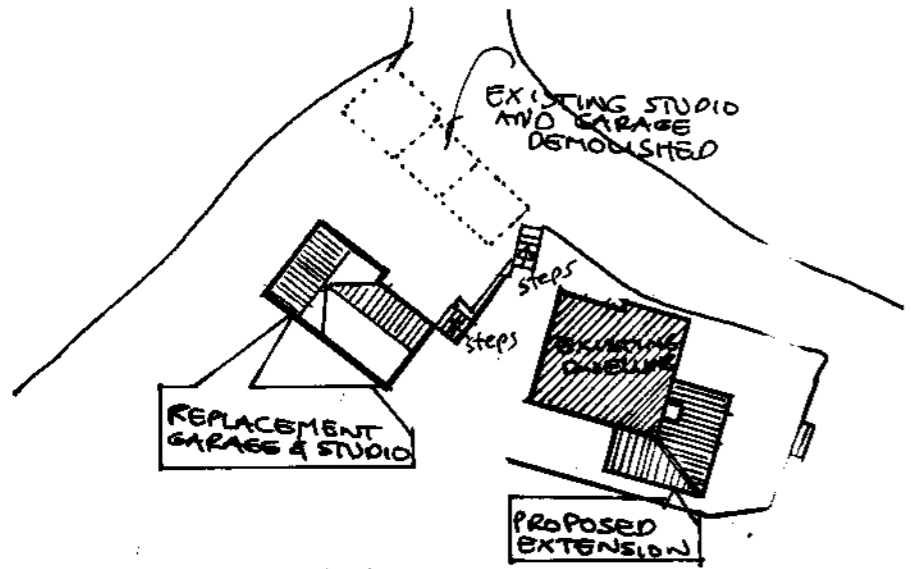 EXISTING STUDIO
AND GARAGE
DEMOLISHED
steps
steps
EXISTING
DWELLING
REPLACEMENT
GARAGE & STUDIO
PROPOSED
EXTENSION